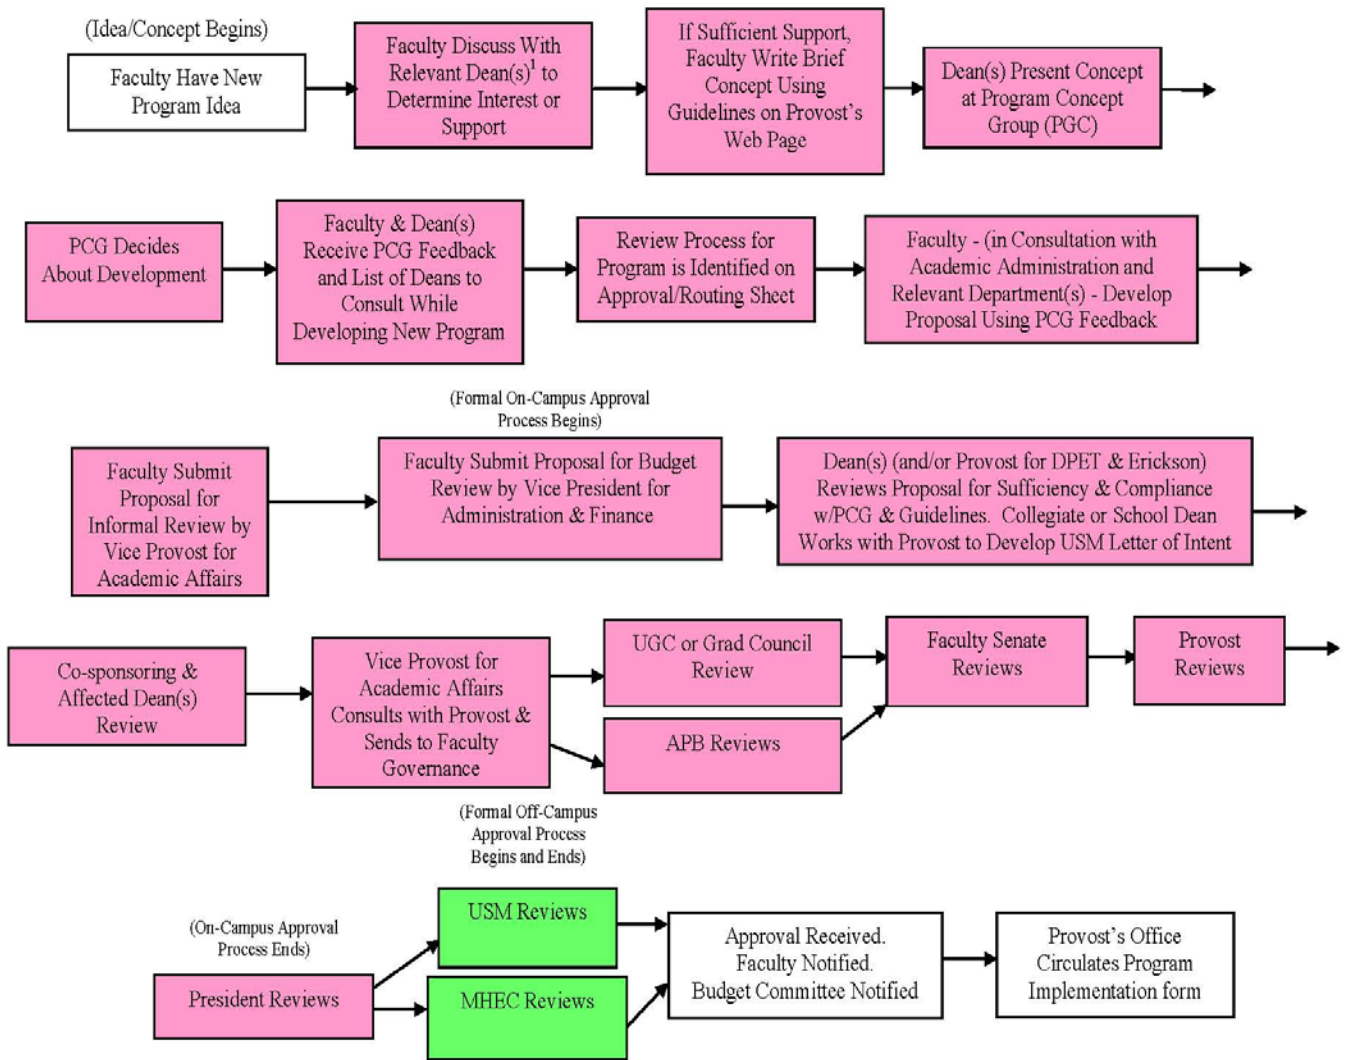 (Idea/Concept Begins)
Faculty Have New
Program Idea
Faculty Discuss With
Relevant Dean(s)1 to
Determine Interest or
Support
If Sufficient Support,
Faculty Write Brief
Concept Using
Guidelines on Provost's
Web Page
Dean(s) Present Concept
at Program Concept
Group (PGC)
PCG Decides
About Development
Faculty & Dean(s)
Receive PCG Feedback
and List of Deans to
Consult While
Developing New Program
Review Process for
Program is Identified on
Approval/Routing Sheet
Faculty - (in Consultation with
Academic Administration and
Relevant Department(s) - Develop
Proposal Using PCG Feedback
Faculty Submit
Proposal for
Informal Review by
Vice Provost for
Academic Affairs
(Formal On-Campus Approval
Process Begins)
Faculty Submit Proposal for Budget
Review by Vice President for
Administration & Finance
Dean(s) (and/or Provost for DPET & Erickson)
Reviews Proposal for Sufficiency & Compliance
w/PCG & Guidelines. Collegiate or School Dean
Works with Provost to Develop USM Letter of Intent
Co-sponsoring &
Affected Dean(s)
Review
Vice Provost for
Academic Affairs
Consults with Provost &
Sends to Faculty
Governance
UGC or Grad Council
Review
APB Reviews
Faculty Senate
Reviews
Provost
Reviews
(Formal Off-Campus
Approval Process
Begins and Ends)
(On-Campus Approval
Process Ends)
President Reviews
USM Reviews
MHEC Reviews
Approval Received.
Faculty Notified.
Budget Committee Notified
Provost's Office
Circulates Program
Implementation form